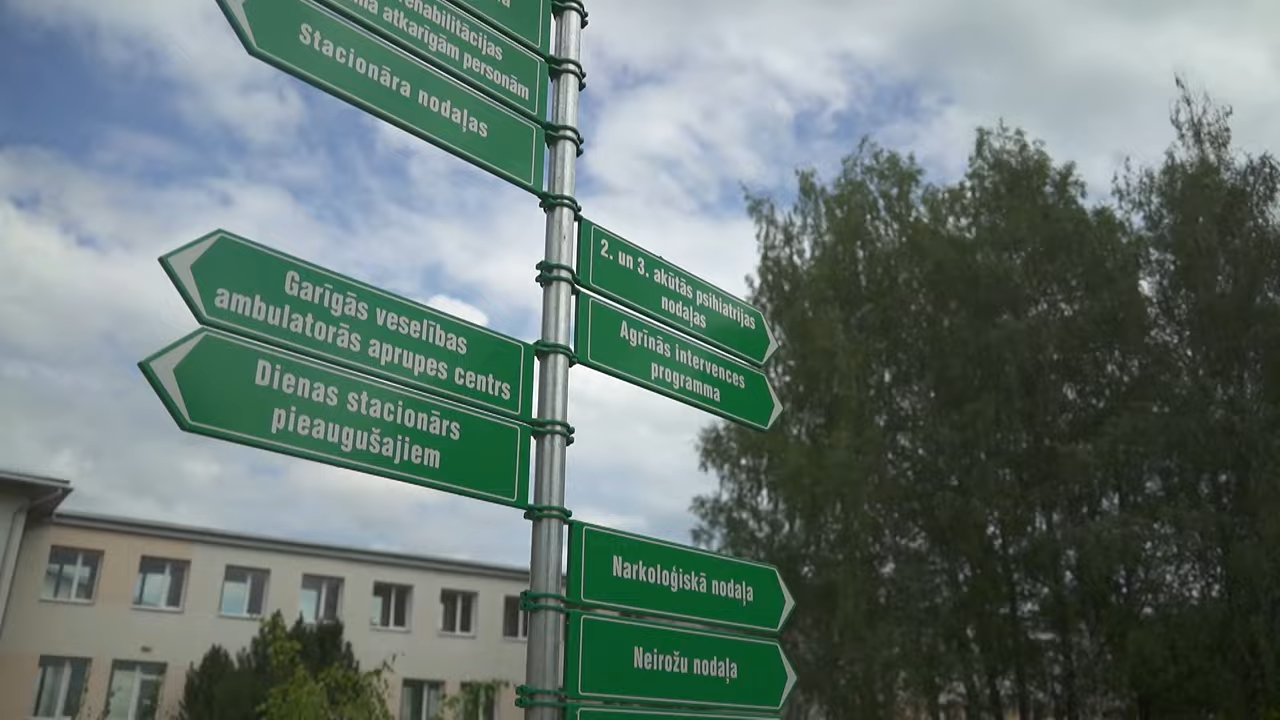 rehabilitācijas
atkarīgām personām
Stacionāra nodaļas
Garīgās veselības
ambulatorās aprupes centrs
Dienas stacionārs
pieaugušajiem
2. un 3. akūtās psihiatrijas
nodaļas
Agrīnās intervences
programma
Narkoloģiskā nodaļa
Neirožu nodaļa